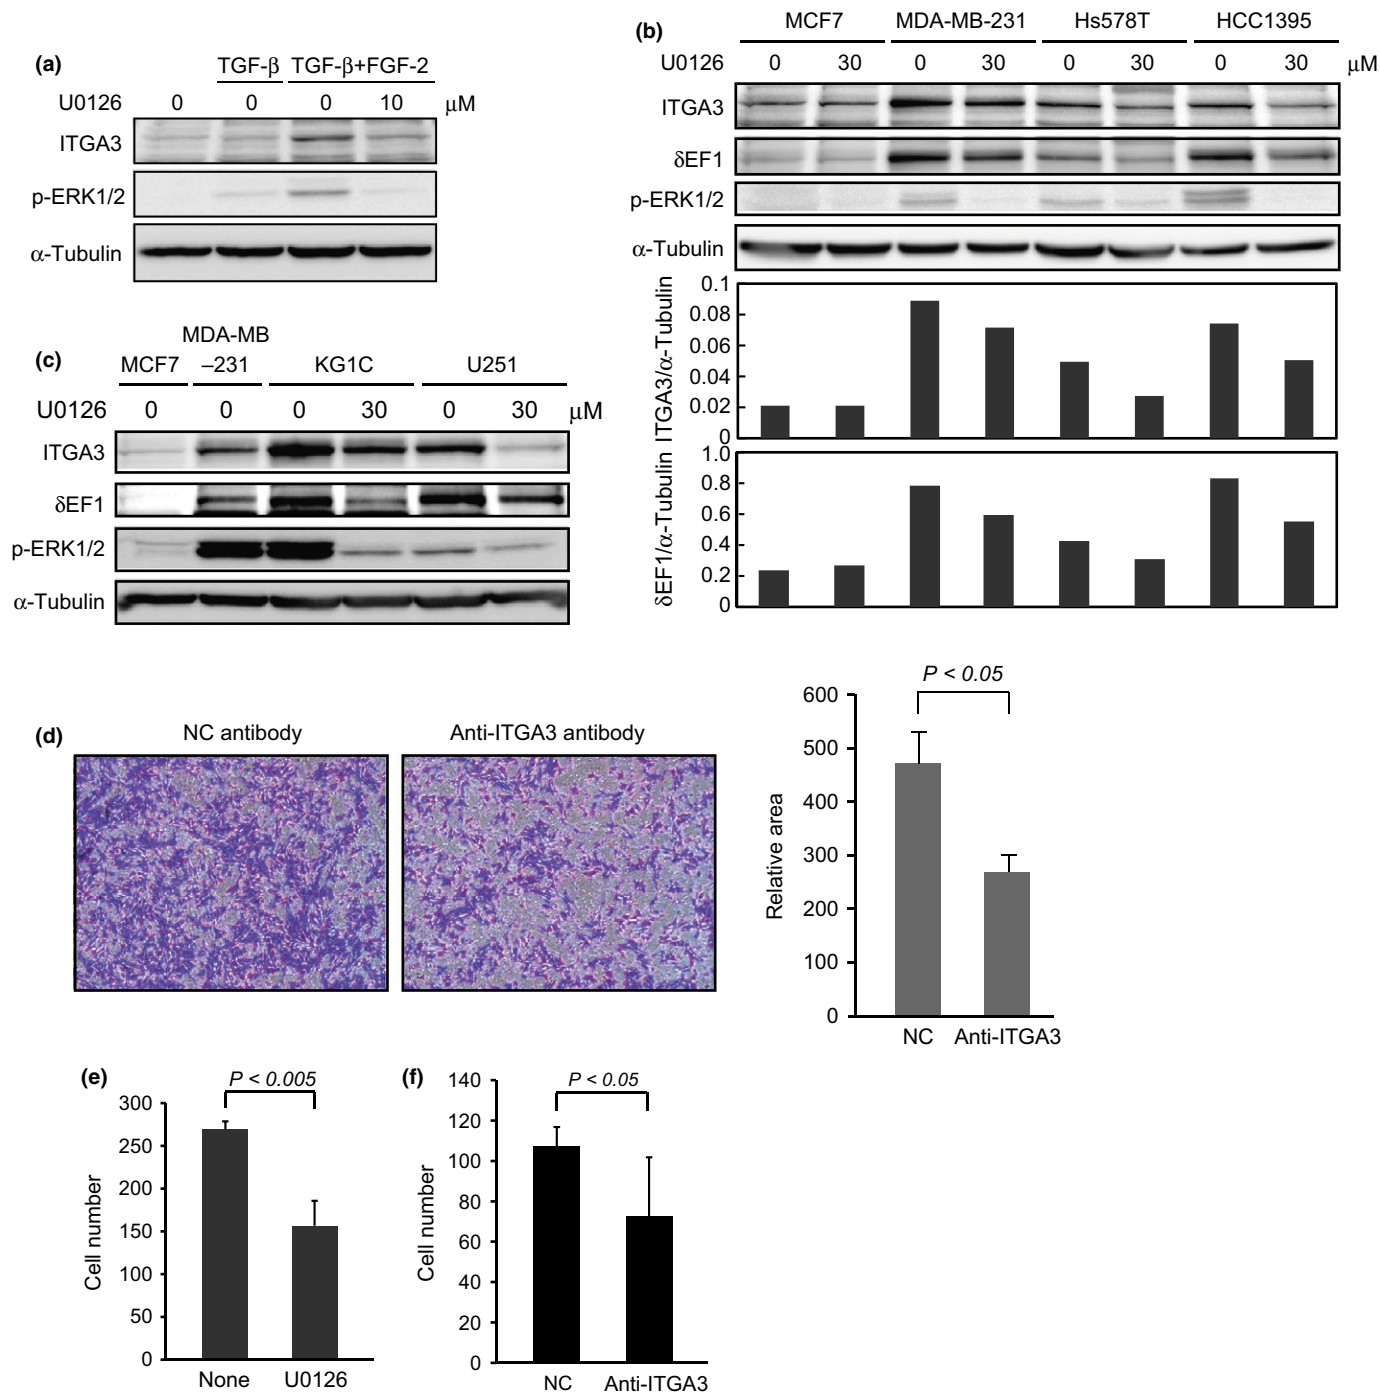 (a)
TGF-β TGF-β+FGF-2
U0126 0 0 0 10 μM
ITGA3
p-ERK1/2
α-Tubulin
(b)
MCF7 MDA-MB-231 Hs578T HCC1395
U0126 0 30 0 30 0 30 0 30 μM
ITGA3
δEF1
p-ERK1/2
α-Tubulin
ITGA3/α-Tubulin
0.1
0.08
0.06
0.04
0.02
0
δEF1/α-Tubulin
1.0
0.8
0.6
0.4
0.2
0
(c)
MDA-MB
MCF7 –231 KG1C U251
U0126 0 0 0 30 0 30 μM
ITGA3
δEF1
p-ERK1/2
α-Tubulin
(d)
NC antibody Anti-ITGA3 antibody
P < 0.05
Relative area
600
500
400
300
200
100
0
NC Anti-ITGA3
(e)
P < 0.005
Cell number
300
250
200
150
100
50
0
None U0126
(f)
P < 0.05
Cell number
140
120
100
80
60
40
20
0
NC Anti-ITGA3